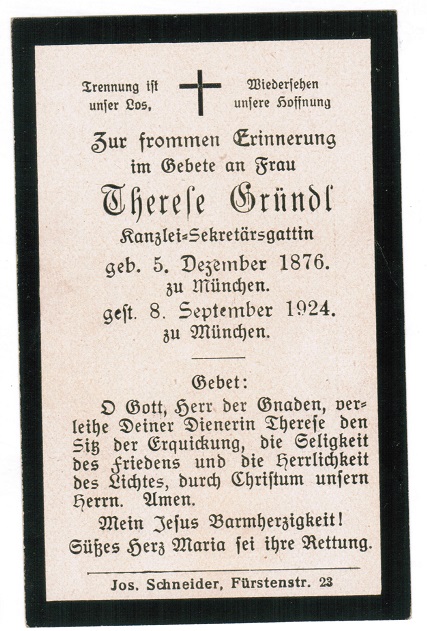 Trennung ist
unser Los,
Wiedersehen
unsere Hoffnung
Zur frommen Erinnerung
im Gebete an Frau
Therese Gründl
Kanzlei-Sekretärsgattin
geb. 5. Dezember 1876.
zu München.
gest. 8. September 1924.
zu München.
Gebet:
O Gott, Herr der Gnaden, ver-
leihe Deiner Dienerin Therese den
Sitz der Erquickung, die Seligkeit
des Friedens und die Herrlichkeit
des Lichtes, durch Christum unsern
Herrn. Amen.
Mein Jesus Barmherzigkeit!
Süßes Herz Maria sei ihre Rettung.
Jos. Schneider, Fürstenstr. 23